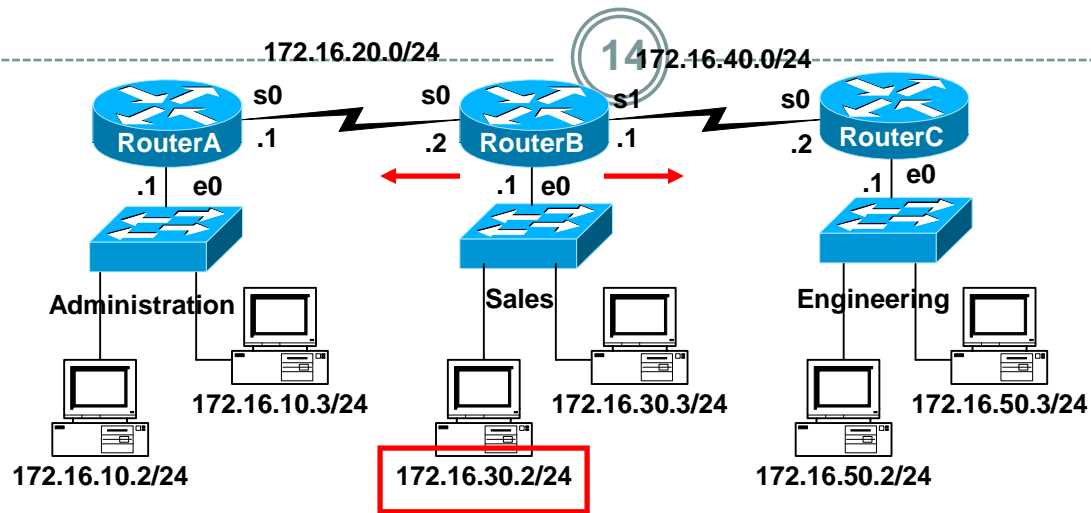 172.16.20.0/24
14
172.16.40.0/24
s0
s0
s1
s0
RouterA
.1
.2
RouterB
.1
.2
RouterC
.1
e0
.1
e0
.1
e0
Administration
Sales
Engineering
172.16.10.3/24
172.16.30.3/24
172.16.50.3/24
172.16.10.2/24
172.16.30.2/24
172.16.50.2/24